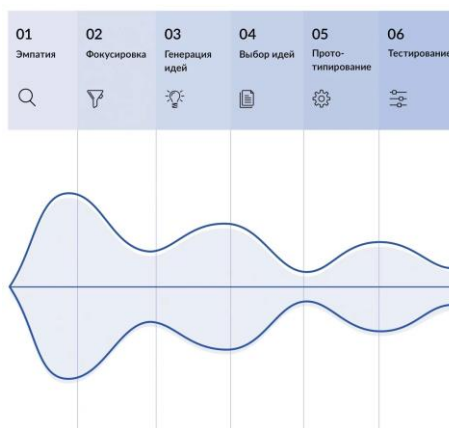 01
Эмпатия
02
Фокусировка
03
Генерация
идей
04
Выбор идей
05
Прото-
типирование
06
Тестирование